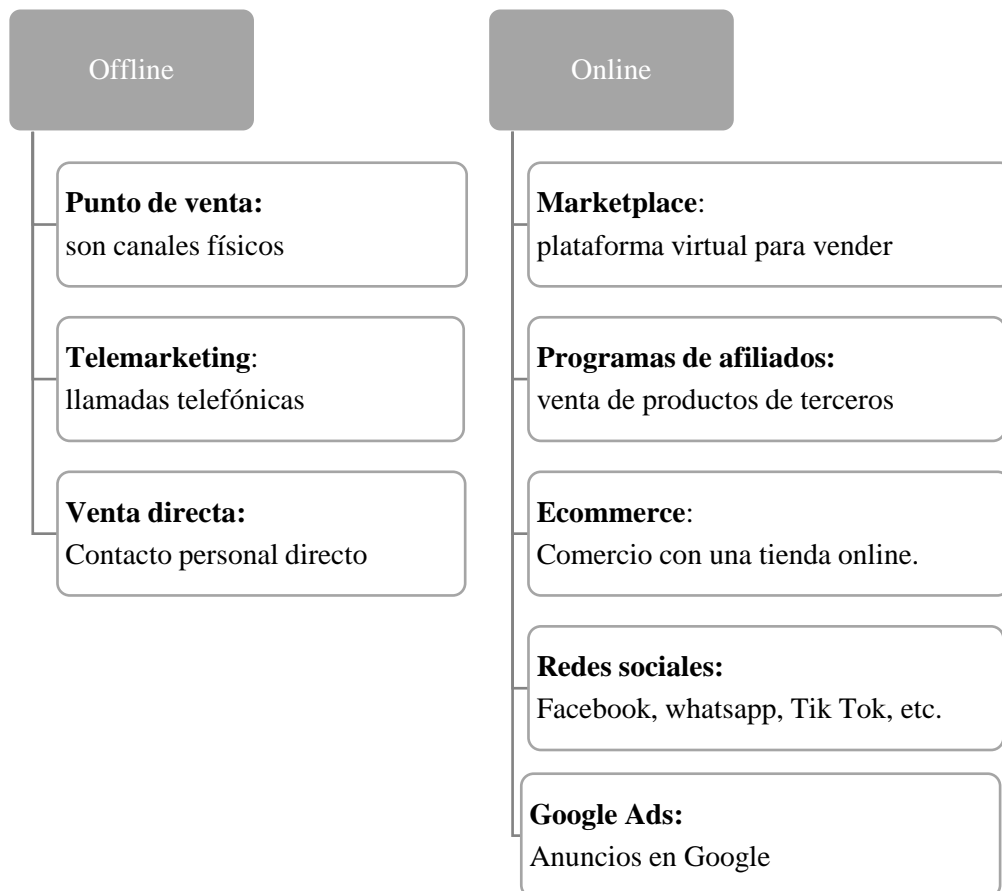 Offline
Punto de venta:
son canales físicos
Telemarketing:
llamadas telefónicas
Venta directa:
Contacto personal directo
Online
Marketplace:
plataforma virtual para vender
Programas de afiliados:
venta de productos de terceros
Ecommerce:
Comercio con una tienda online.
Redes sociales:
Facebook, whatsapp, Tik Tok, etc.
Google Ads:
Anuncios en Google